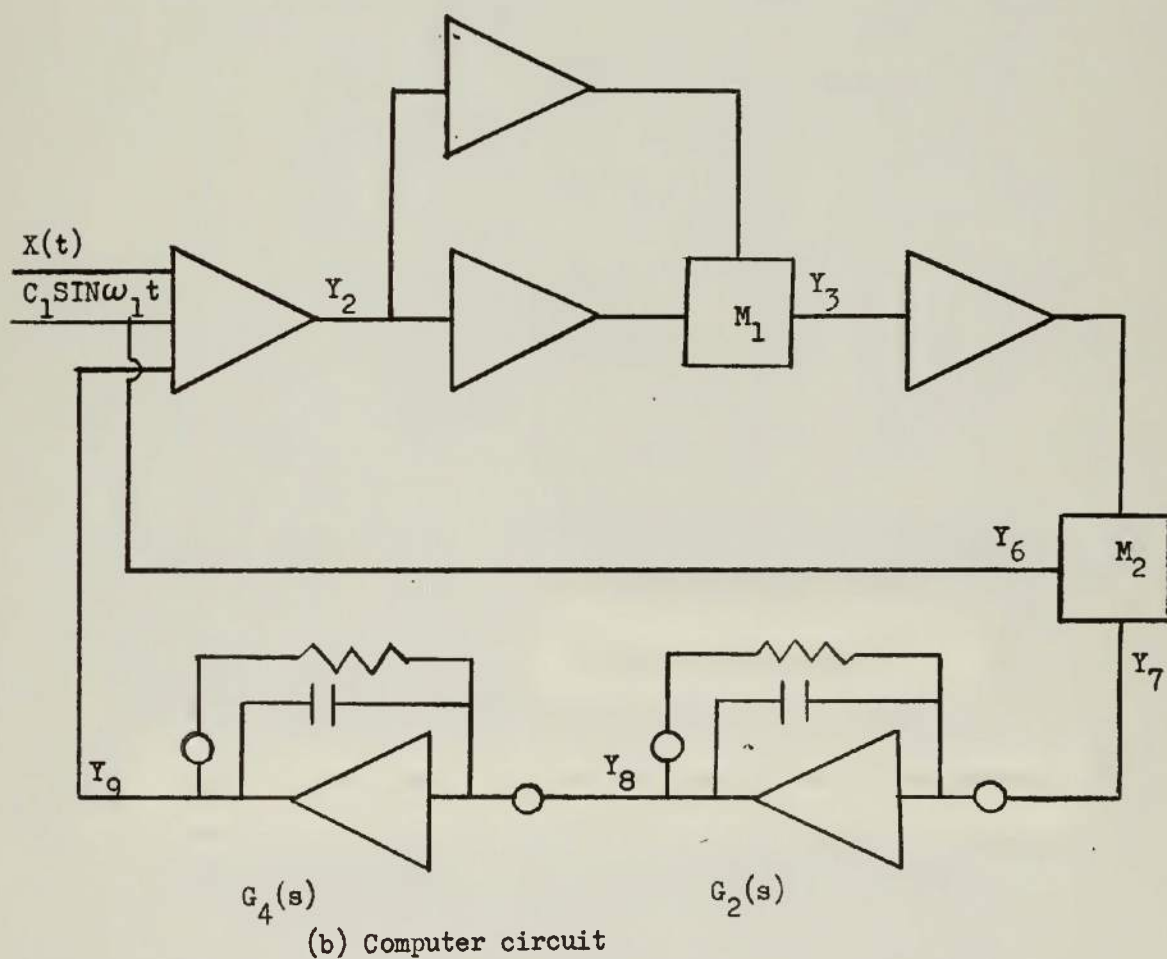 X(t)
C₁SINω₁t
Y₂
M₁
Y₃
Y₆
M₂
Y₇
Y₈
Y₉
G₄(s)
G₂(s)
(b) Computer circuit